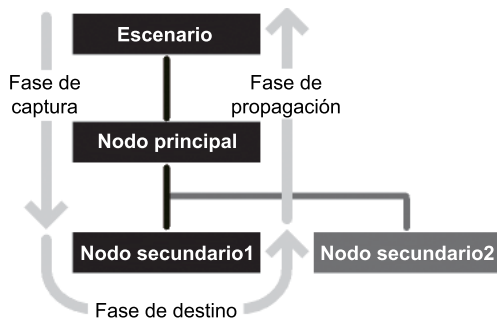 Escenario
Fase de
captura
Fase de
propagación
Nodo principal
Nodo secundario1
Nodo secundario2
Fase de destino